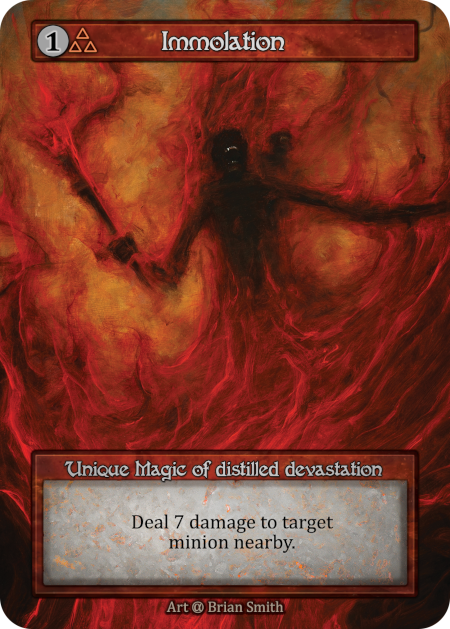 1 Immolation
Unique Magic of distilled devastation
Deal 7 damage to target
minion nearby.
Art @ Brian Smith